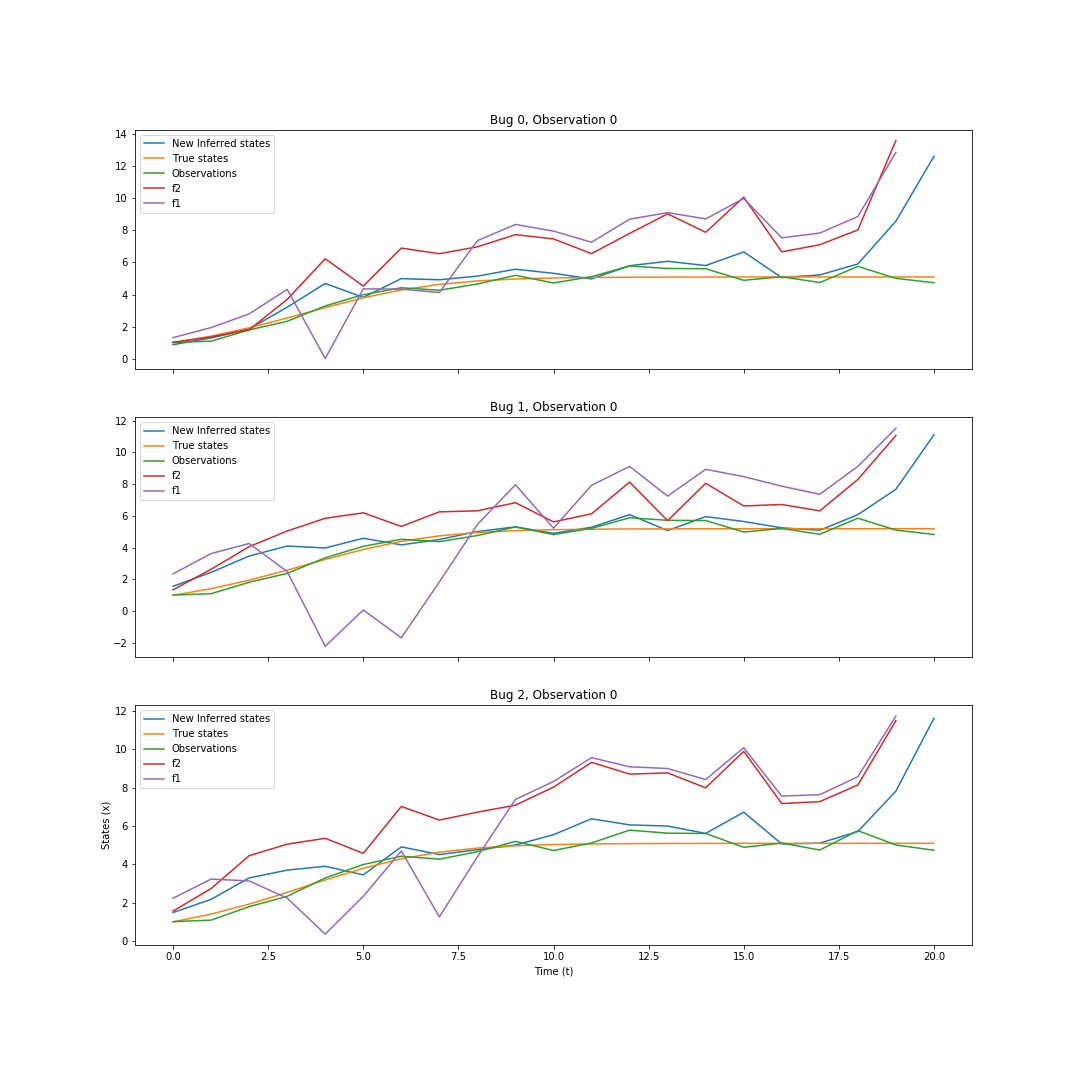 Bug 0, Observation 0
14
12
10
8
6
4
2
0
New Inferred states
True states
Observations
f2
f1
Bug 1, Observation 0
12
10
8
6
4
2
0
−2
New Inferred states
True states
Observations
f2
f1
Bug 2, Observation 0
12
10
8
6
4
2
0
New Inferred states
True states
Observations
f2
f1
States (x)
0.0 2.5 5.0 7.5 10.0 12.5 15.0 17.5 20.0
Time (t)